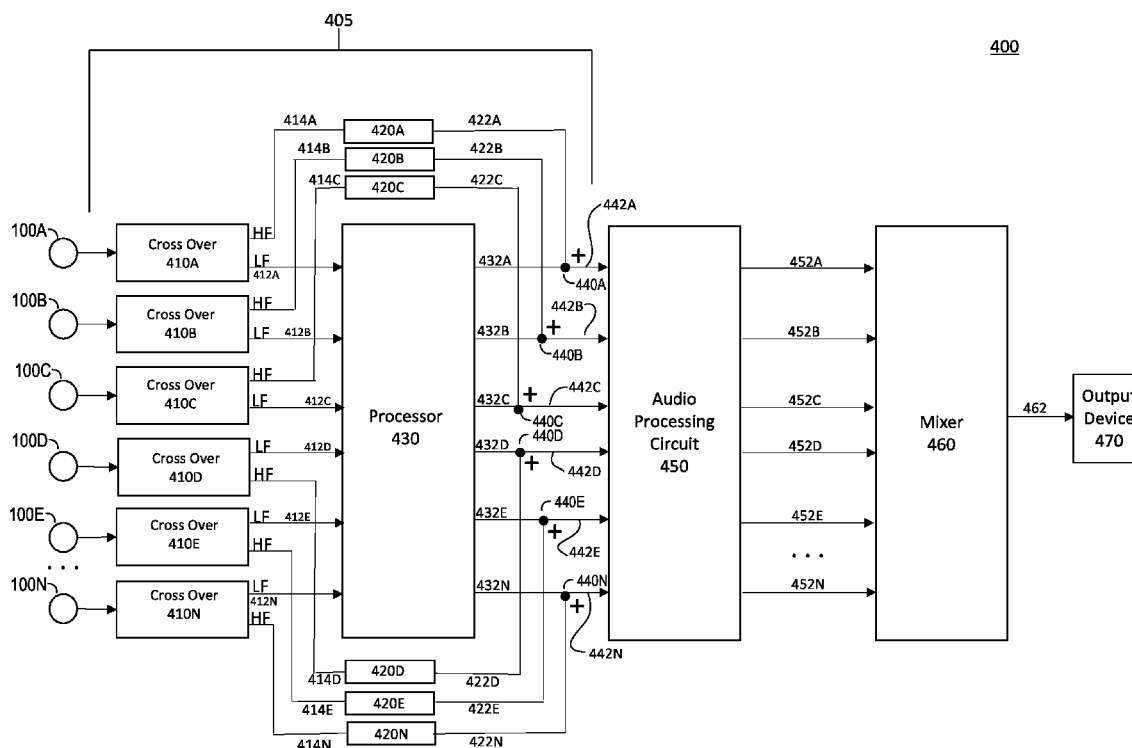 405
400
414A
420A
422A
414B
420B
422B
414C
420C
422C
100A
Cross Over
410A
HF
LF
412A
432A
+
442A
440A
452A
100B
Cross Over
410B
HF
LF
412B
432B
+
442B
440B
452B
100C
Cross Over
410C
HF
LF
412C
432C
+
442C
440C
452C
Processor
430
Audio
Processing
Circuit
450
Mixer
460
462
Output
Device
470
100D
Cross Over
410D
LF
412D
HF
432D
440D
+
442D
452D
100E
Cross Over
410E
LF
412E
HF
432E
440E
+
442E
452E
. . .
. . .
100N
Cross Over
410N
LF
412N
HF
432N
440N
+
442N
452N
414D
420D
422D
414E
420E
422E
414N
420N
422N